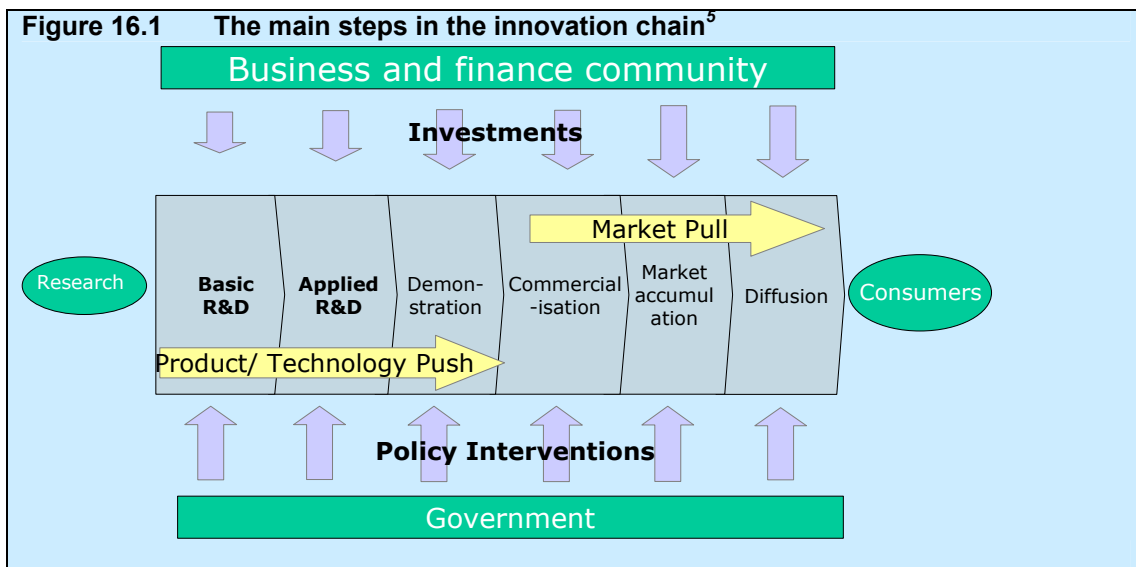 Figure 16.1 The main steps in the innovation chain5
Business and finance community
Investments
Market Pull
Research
Basic
R&D
Applied
R&D
Demon-
stration
Commercial
-isation
Market
accumul
ation
Diffusion
Consumers
Product/ Technology Push
Policy Interventions
Government